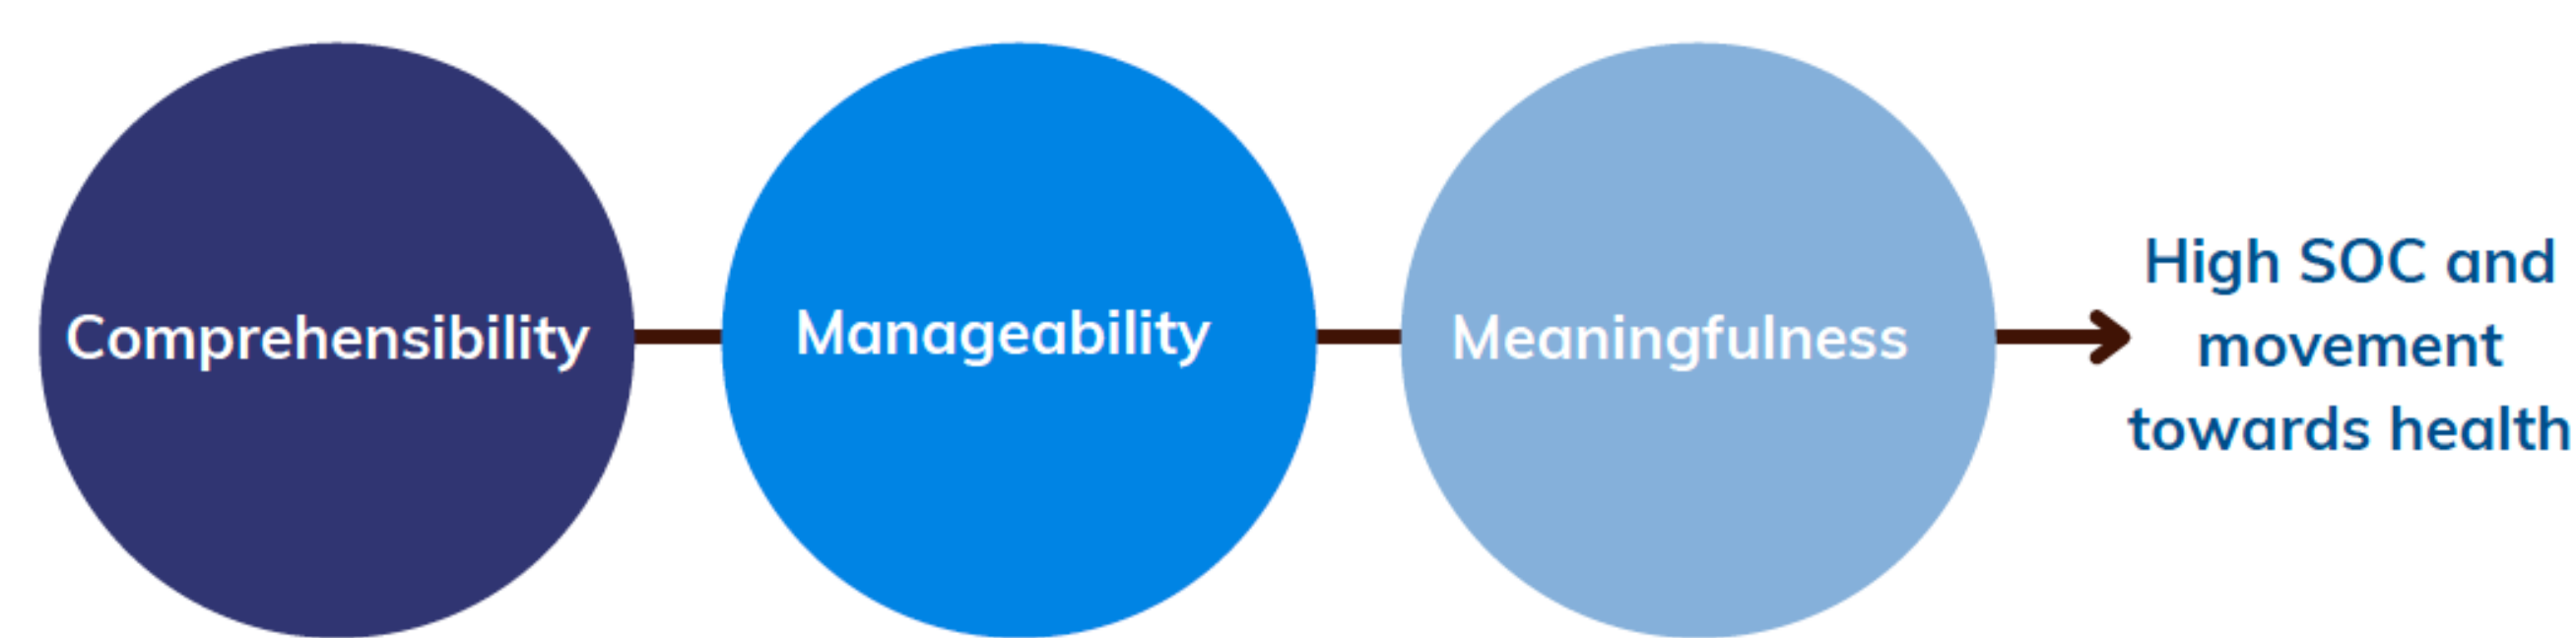 Comprehensibility
Manageability
Meaningfulness
High SOC and
movement
towards health